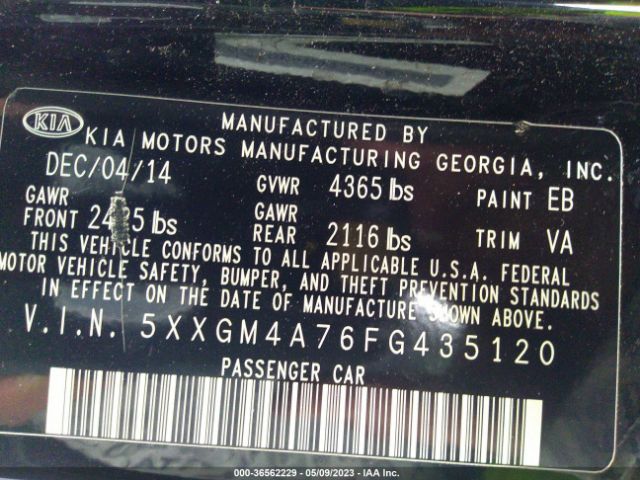 KIA
MANUFACTURED BY
KIA MOTORS MANUFACTURING GEORGIA, INC.
DEC/04/14 GVWR 4365 lbs PAINT EB
GAWR FRONT lbs GAWR REAR 2116 lbs TRIM VA
THIS VEHICLE CONFORMS TO ALL APPLICABLE U.S.A. FEDERAL
MOTOR VEHICLE SAFETY, BUMPER, AND THEFT PREVENTION STANDARDS
IN EFFECT ON THE DATE OF MANUFACTURE SHOWN ABOVE.
V.I.N. 5XXGM4A76FG435120
PASSENGER CAR
000-36562229 - 05/09/2023 - IAA Inc.